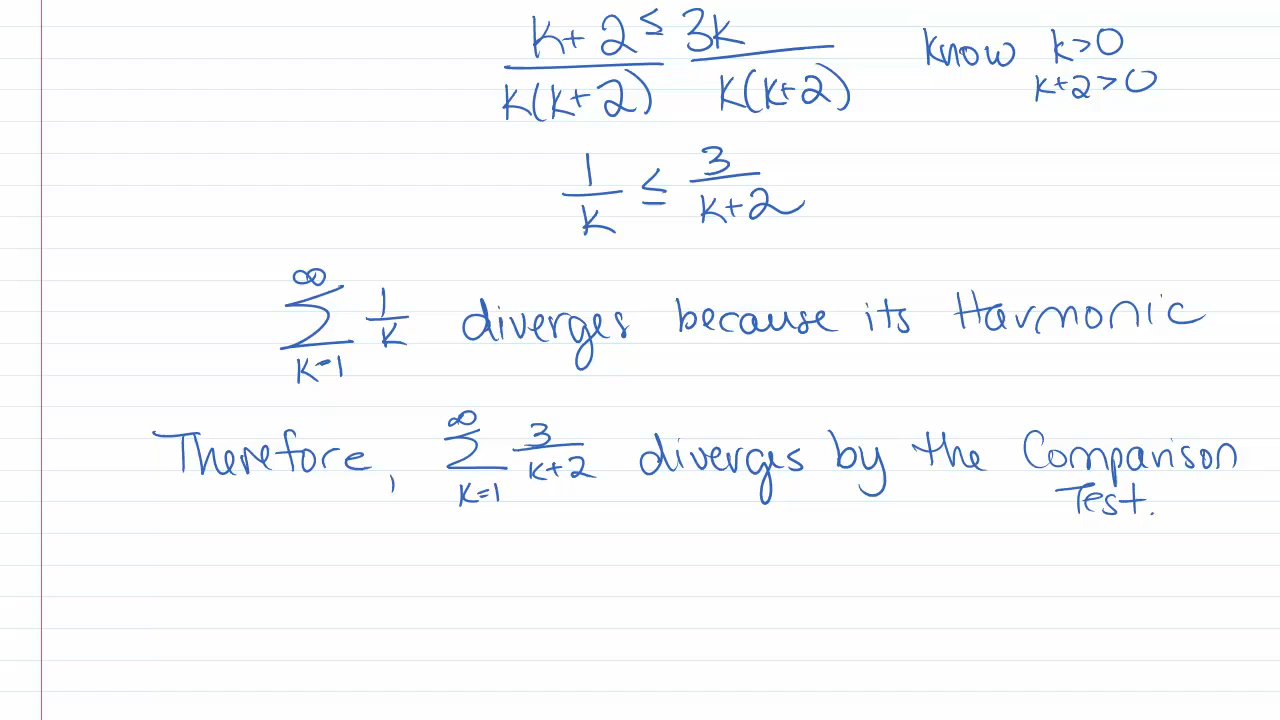 k+2 ≤ 3k know k>0
k(k+2) k(k+2) k+2>0
1/k ≤ 3/(k+2)
∞
∑ 1/k diverges because its Harmonic
k=1
∞
Therefore, ∑ 3/(k+2) diverges by the Comparison
k=1 Test.